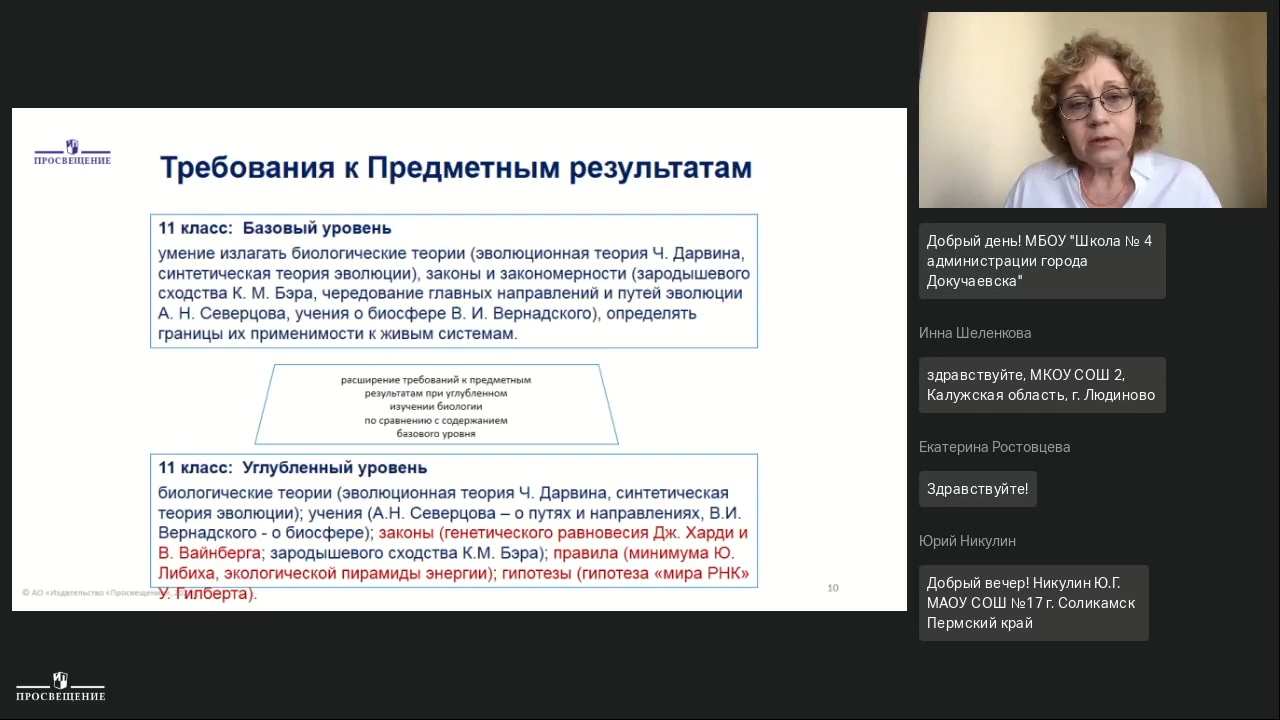 ПРОСВЕЩЕНИЕ
Требования к Предметным результатам
11 класс: Базовый уровень
умение излагать биологические теории (эволюционная теория Ч. Дарвина,
синтетическая теория эволюции), законы и закономерности (зародышевого
сходства К. М. Бэра, чередование главных направлений и путей эволюции
А. Н. Северцова, учения о биосфере В. И. Вернадского), определять
границы их применимости к живым системам.
расширение требований к предметным
результатам при углубленном
изучении биологии
по сравнению с содержанием
базового уровня
11 класс: Углубленный уровень
биологические теории (эволюционная теория Ч. Дарвина, синтетическая
теория эволюции); учения (А.Н. Северцова – о путях и направлениях, В.И.
Вернадского - о биосфере); законы (генетического равновесия Дж. Харди и
В. Вайнберга; зародышевого сходства К.М. Бэра); правила (минимума Ю.
Либиха, экологической пирамиды энергии); гипотезы (гипотеза «мира РНК»
У. Гилберта).
© АО «Издательство «Просвещение»
10
ПРОСВЕЩЕНИЕ
Добрый день! МБОУ "Школа № 4
администрации города
Докучаевска"
Инна Шеленкова
здравствуйте, МКОУ СОШ 2,
Калужская область, г. Людиново
Екатерина Ростовцева
Здравствуйте!
Юрий Никулин
Добрый вечер! Никулин Ю.Г.
МАОУ СОШ №17 г. Соликамск
Пермский край